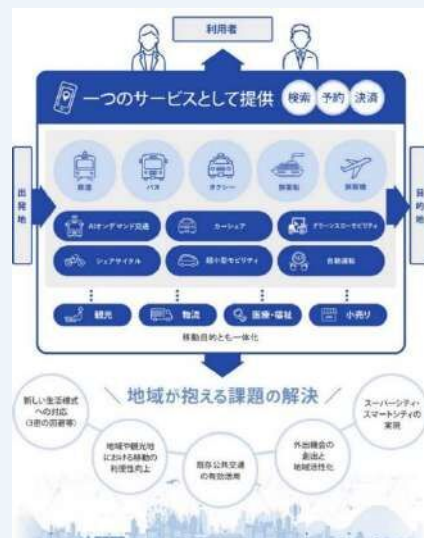 利用者
一つのサービスとして提供
検索
予約
決済
出発地
目的地
鉄道
バス
タクシー
旅客船
旅客機
AIオンデマンド交通
カーシェア
グリーンスローモビリティ
シェアサイクル
超小型モビリティ
自動運転
観光
物流
医療・福祉
小売り
移動目的とも一体化
地域が抱える課題の解決
新しい生活様式
への対応
(3密の回避等)
地域や観光地
における移動の
利便性向上
既存公共交通
の有効活用
外出機会の
創出と
地域活性化
スーパーシティ・
スマートシティの
実現